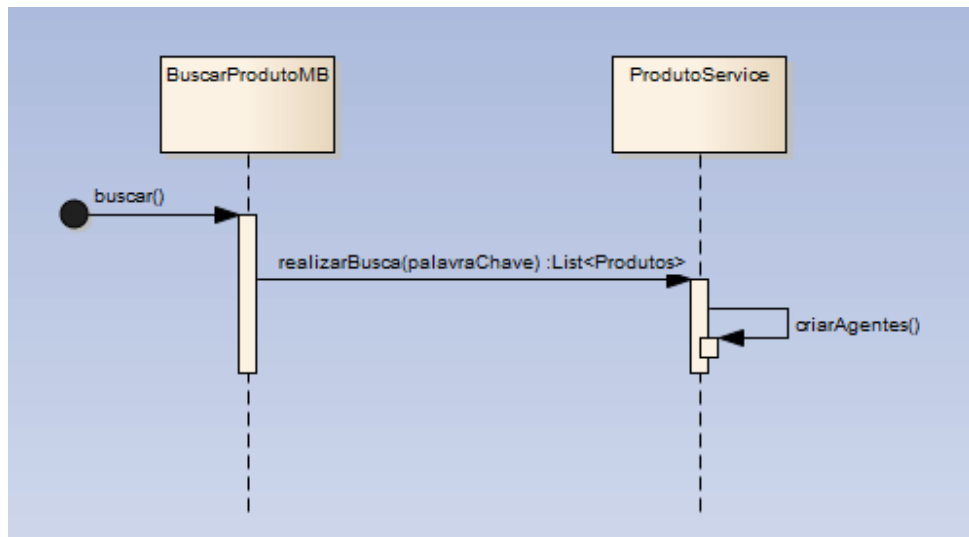 BuscarProdutoMB
ProdutoService
buscar()
realizarBusca(palavraChave) :List<Produtos>
criarAgentes()